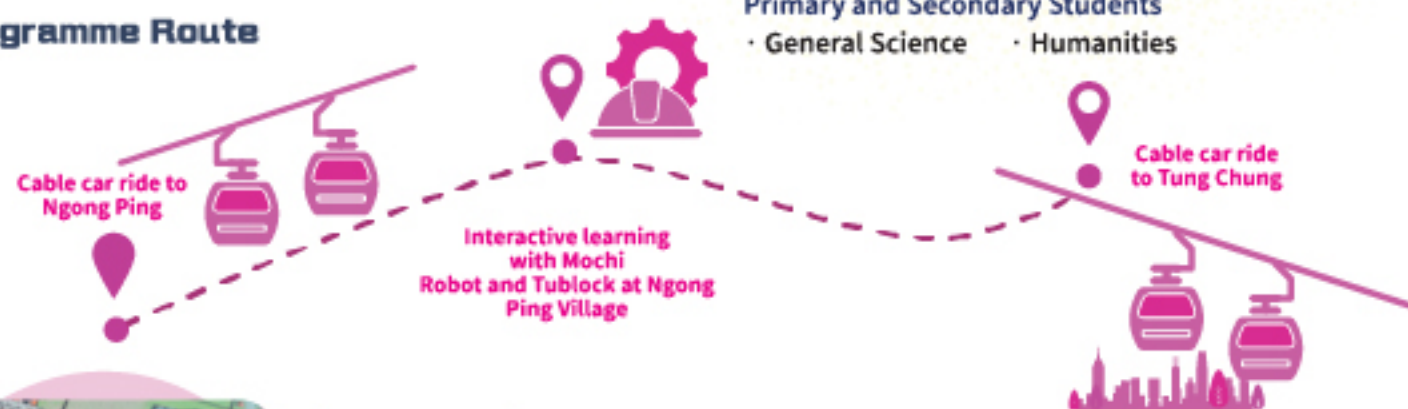 gramme Route
Primary and Secondary Students
· General Science · Humanities
Cable car ride to
Ngong Ping
Interactive learning
with Mochi
Robot and Tublock at Ngong
Ping Village
Cable car ride
to Tung Chung